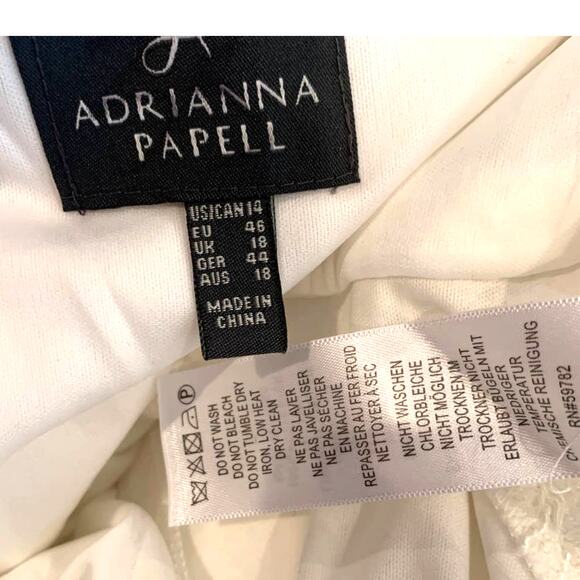 ADRIANNA
PAPELL
US/CAN 14
EU 46
UK 18
GER 44
AUS 18
MADE IN
CHINA
P
DO NOT WASH
DO NOT BLEACH
DO NOT TUMBLE DRY
IRON, LOW HEAT
DRY CLEAN
NE PAS LAVER
NE PAS JAVELLISER
NE PAS SÉCHER
EN MACHINE
REPASSER AU FER FROID
NETTOYER À SEC
NICHT WASCHEN
CHLORBLEICHE
NICHT MÖGLICH
TROCKNEN IM
TROCKNER NICHT
ERLAUBT BÜGELN MIT
NIEDRIGER
TEMPERATUR
REINIGUNG
RN#59782